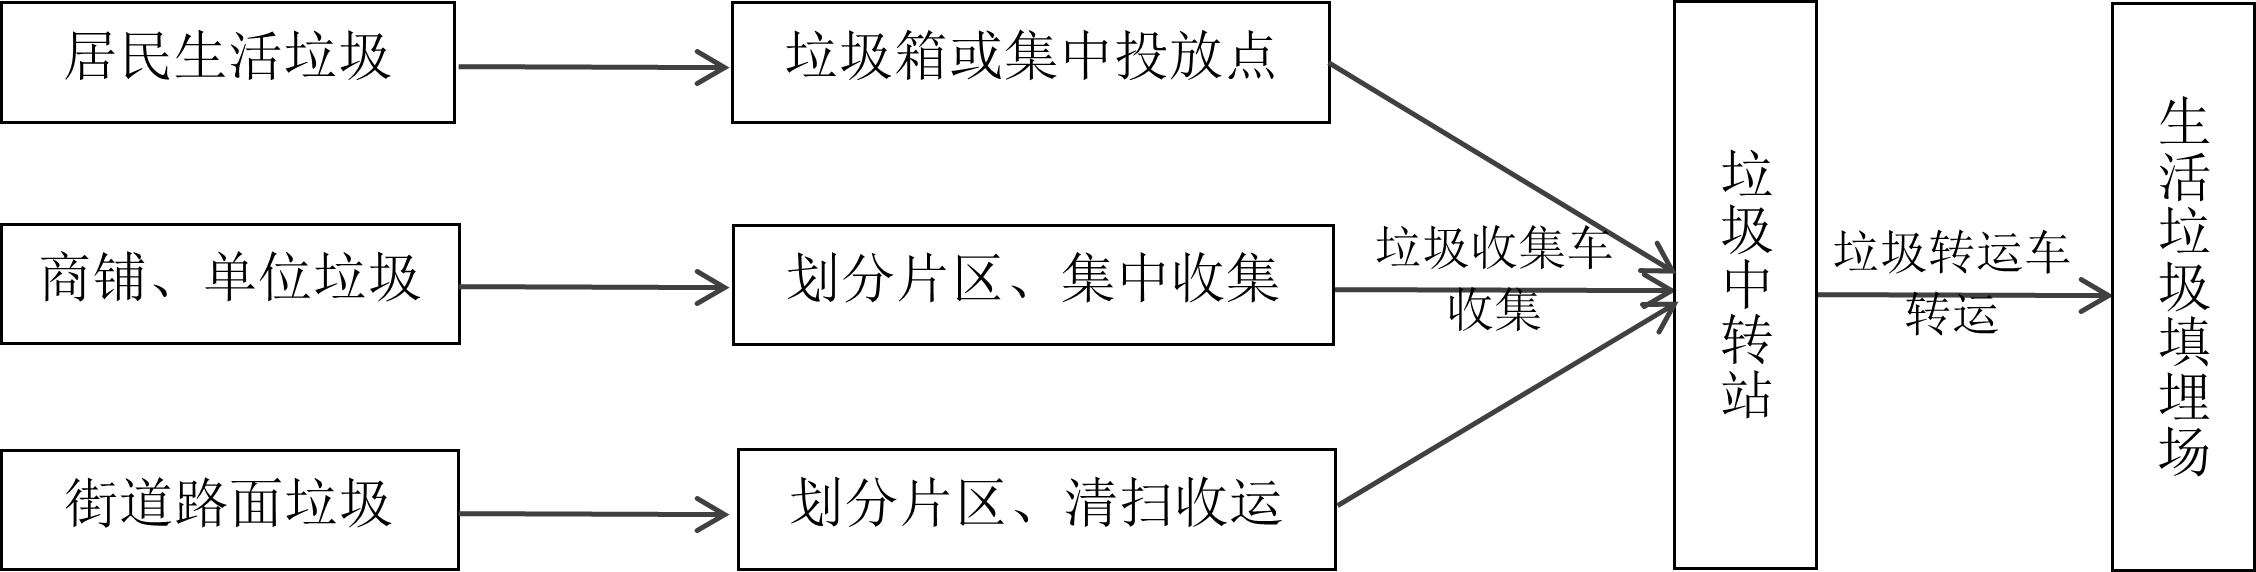 居民生活垃圾
垃圾箱或集中投放点
商铺、单位垃圾
划分片区、集中收集
街道路面垃圾
划分片区、清扫收运
垃圾收集车
收集
垃圾中转站
垃圾转运车
转运
生活垃圾填埋场